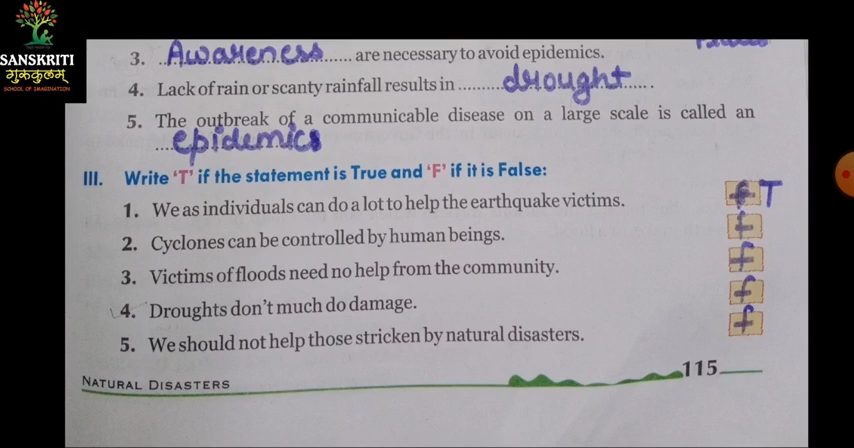 SANSKRITI
गुरुकुलम्
SCHOOL OF IMAGINATION
3. Awareness are necessary to avoid epidemics.
4. Lack of rain or scanty rainfall results in drought.
5. The outbreak of a communicable disease on a large scale is called an
epidemics
III. Write 'T' if the statement is True and 'F' if it is False:
1. We as individuals can do a lot to help the earthquake victims. f T
2. Cyclones can be controlled by human beings. f
3. Victims of floods need no help from the community. f
4. Droughts don't much do damage. f
5. We should not help those stricken by natural disasters. f
NATURAL DISASTERS 115